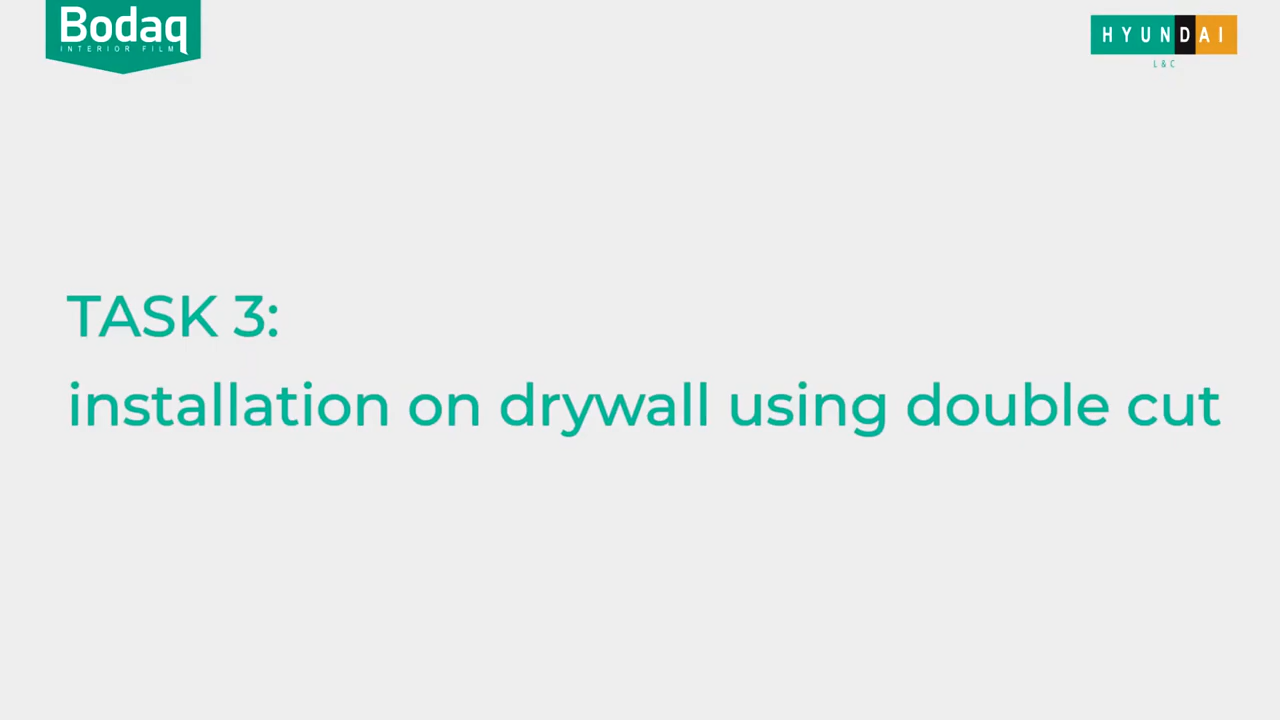 Bodaq
INTERIOR FILM
HYUNDAI
L&C
TASK 3:
installation on drywall using double cut